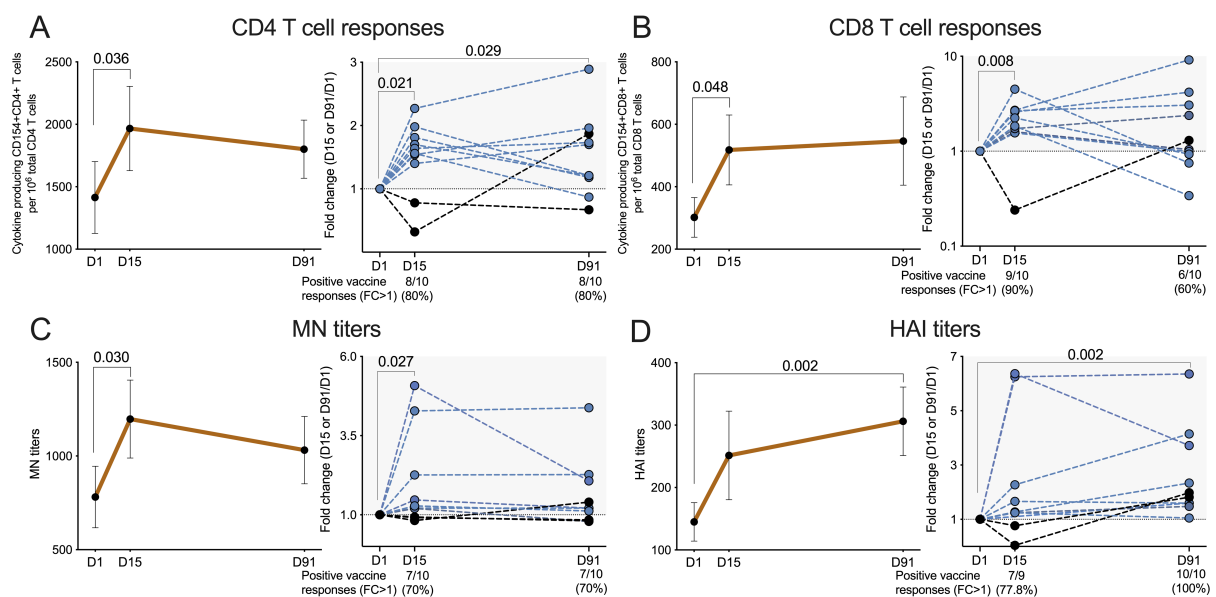 A
CD4 T cell responses
Cytokine producing CD154+CD4+ T cells
per 10⁶ total CD4 T cells
2500
2000
1500
1000
0.036
D1
D15
D91
Fold change (D15 or D91/D1)
3
2
1
0.021
0.029
D1
D15
D91
Positive vaccine
8/10
8/10
responses (FC>1)
(80%)
(80%)
B
CD8 T cell responses
Cytokine producing CD154+CD8+ T cells
per 10⁶ total CD8 T cells
800
600
400
200
0.048
D1
D15
D91
Fold change (D15 or D91/D1)
10
1
0.1
0.008
D1
D15
D91
Positive vaccine
9/10
6/10
responses (FC>1)
(90%)
(60%)
C
MN titers
MN titers
1500
1000
500
0.030
D1
D15
D91
Fold change (D15 or D91/D1)
6.0
3.5
1.0
0.027
D1
D15
D91
Positive vaccine
7/10
7/10
responses (FC>1)
(70%)
(70%)
D
HAI titers
HAI titers
400
300
200
100
0.002
D1
D15
D91
Fold change (D15 or D91/D1)
7
5
3
1
0.002
D1
D15
D91
Positive vaccine
7/9
10/10
responses (FC>1)
(77.8%)
(100%)